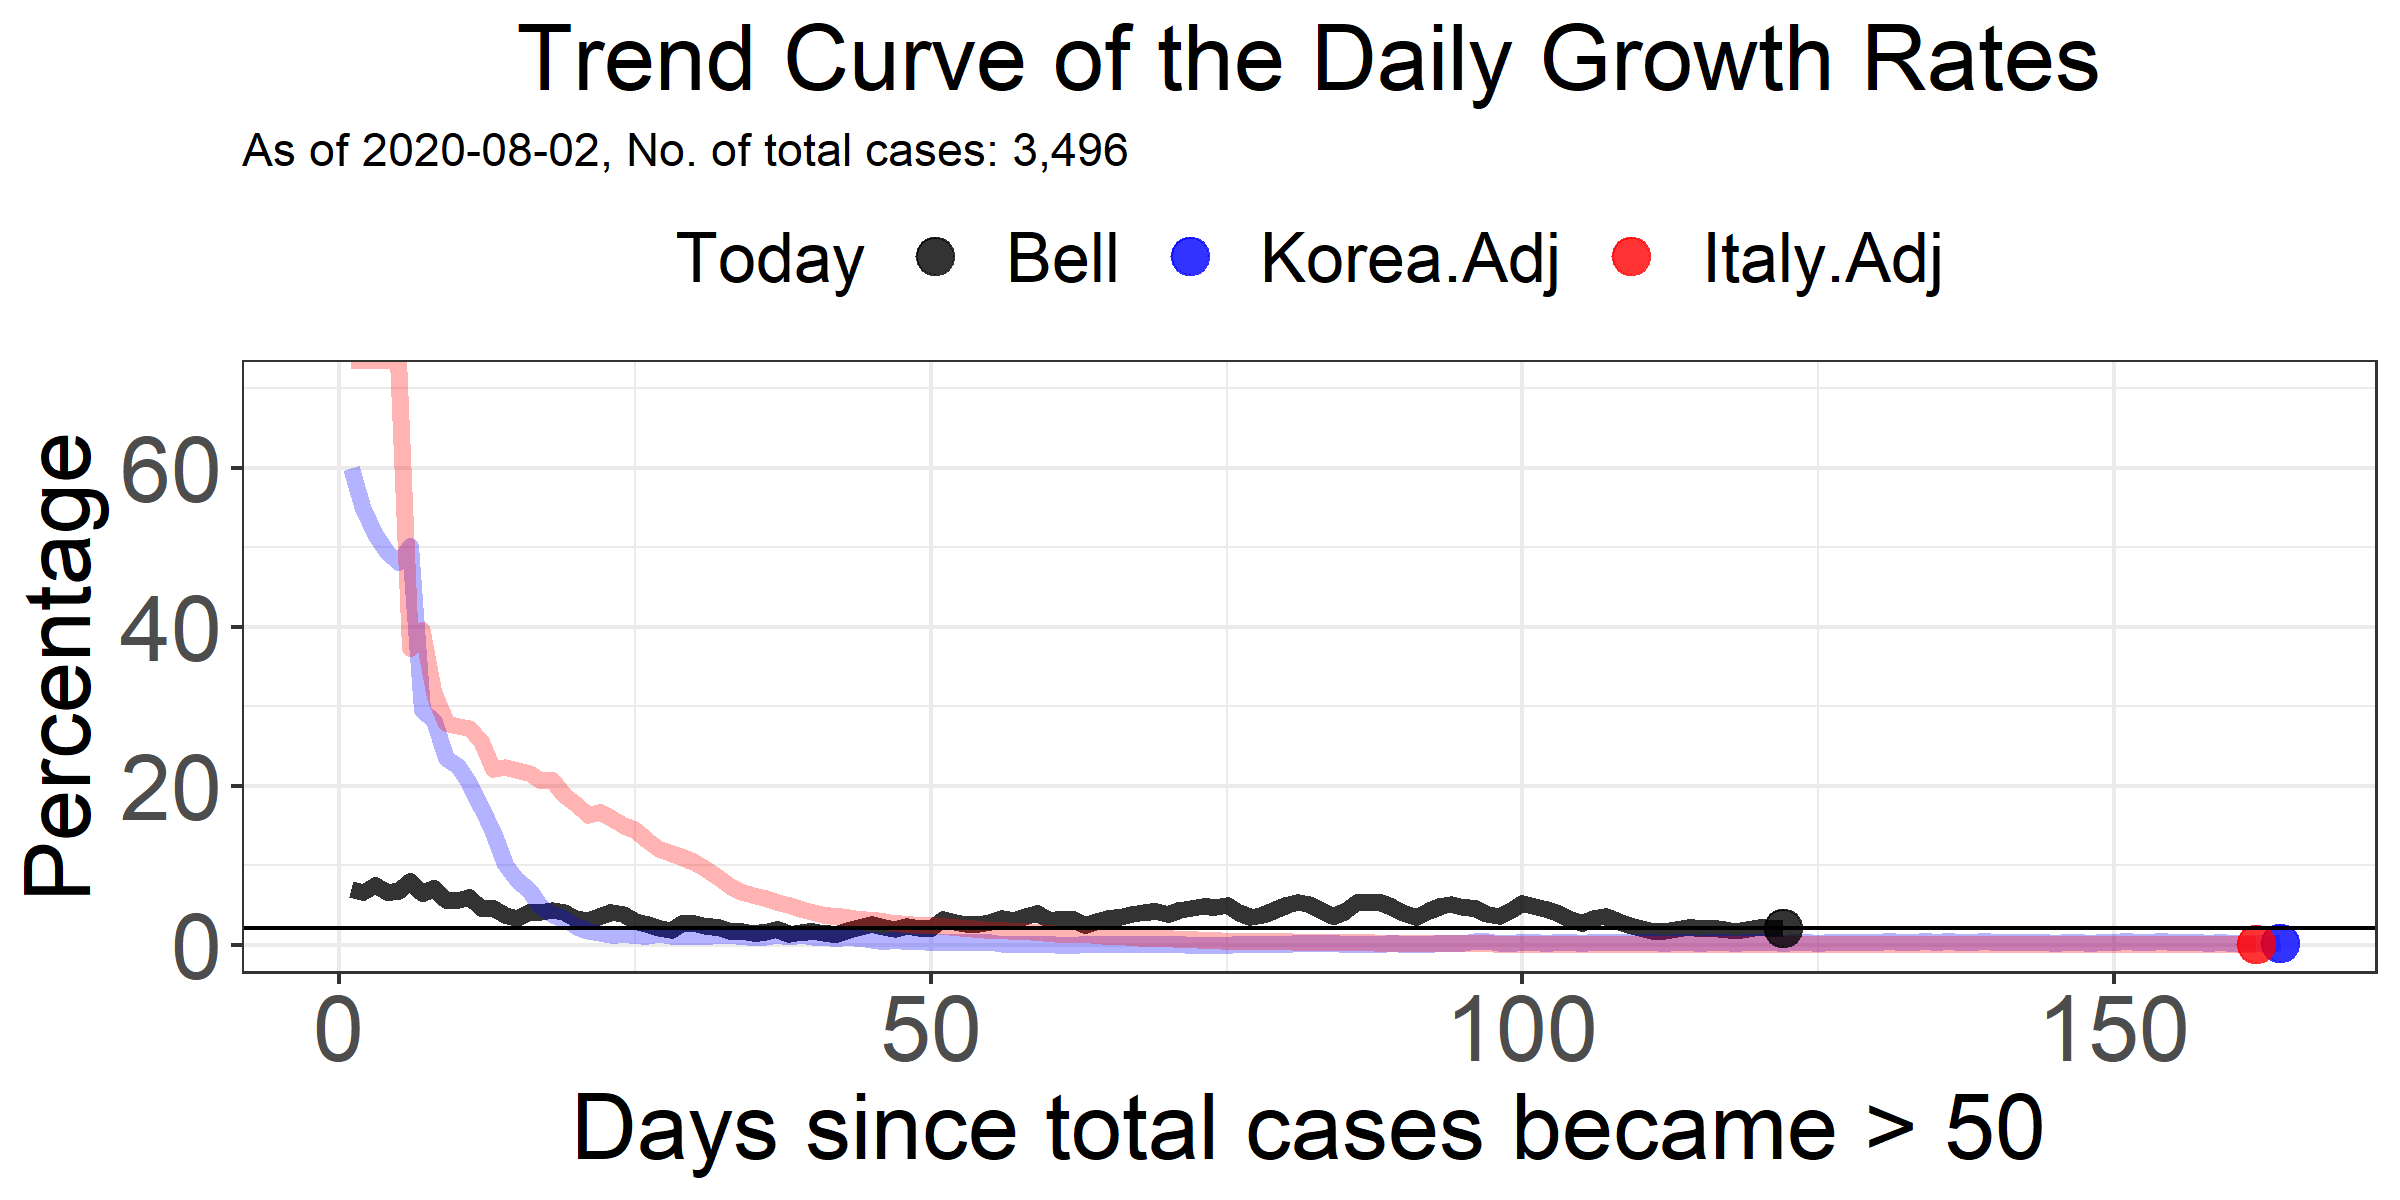 Trend Curve of the Daily Growth Rates
As of 2020-08-02, No. of total cases: 3,496
Today Bell Korea.Adj Italy.Adj
Percentage
60
40
20
0
0 50 100 150
Days since total cases became > 50